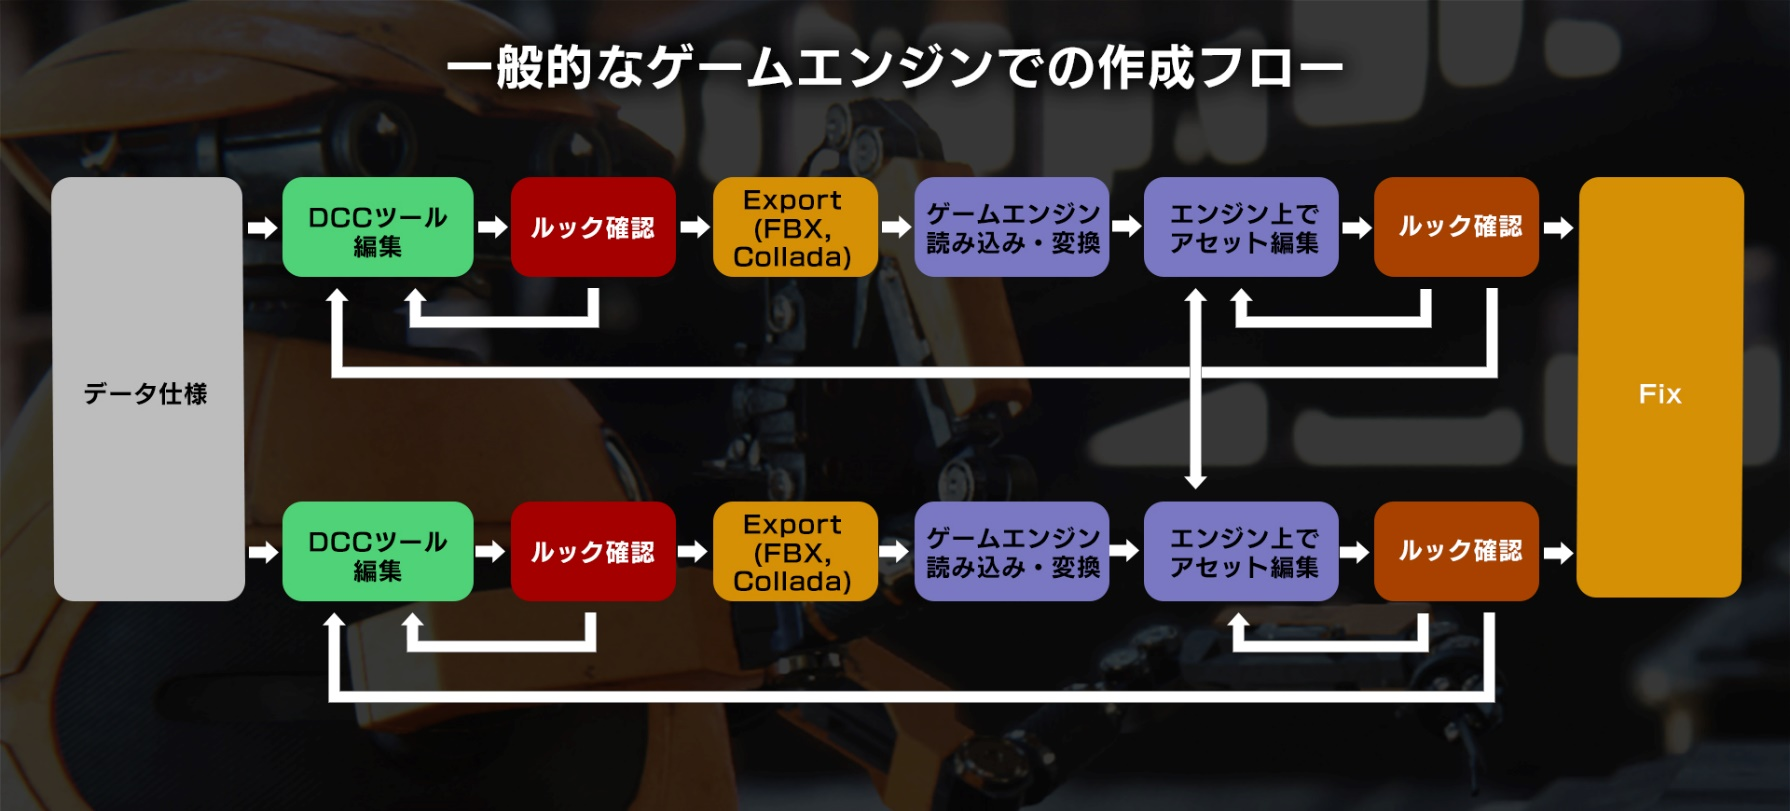 一般的なゲームエンジンでの作成フロー
データ仕様
DCCツール
編集
ルック確認
Export
(FBX,
Collada)
ゲームエンジン
読み込み・変換
エンジン上で
アセット編集
ルック確認
Fix
DCCツール
編集
ルック確認
Export
(FBX,
Collada)
ゲームエンジン
読み込み・変換
エンジン上で
アセット編集
ルック確認